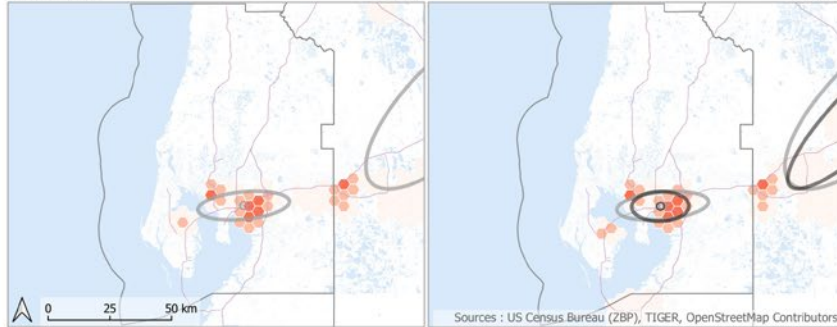 0 25 50 km
Sources : US Census Bureau (ZBP), TIGER, OpenStreetMap Contributors